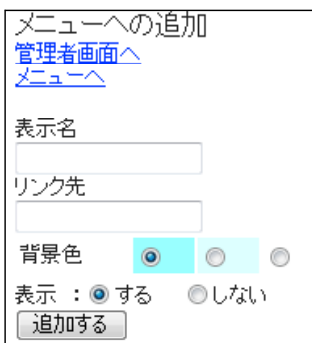 メニューへの追加
管理者画面へ
メニューへ
表示名
リンク先
背景色
表示 : する しない
追加する